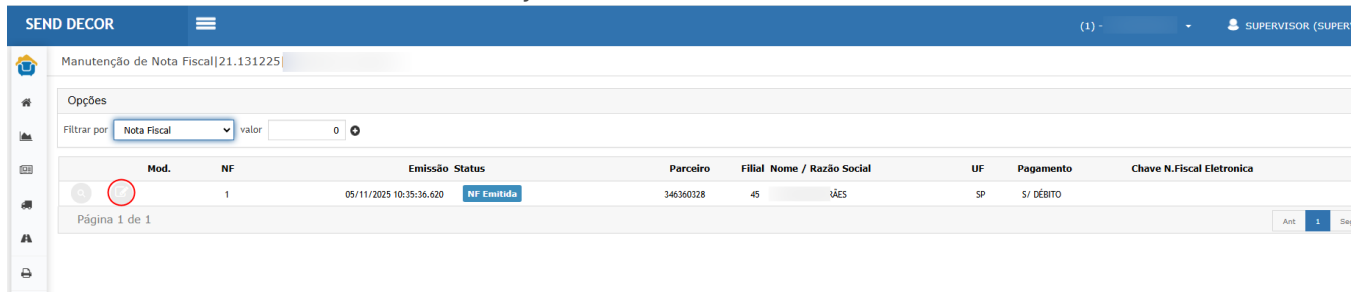 SEND DECOR (1) - SUPERVISOR (SUPER
Manutenção de Nota Fiscal|21.131225|
Opções
Filtrar por Nota Fiscal valor 0
Mod. NF Emissão Status Parceiro Filial Nome / Razão Social UF Pagamento Chave N.Fiscal Eletronica
1 05/11/2025 10:35:36.620 NF Emitida 346360328 45 RÃES SP S/ DÉBITO
Página 1 de 1 Ant 1 Seg